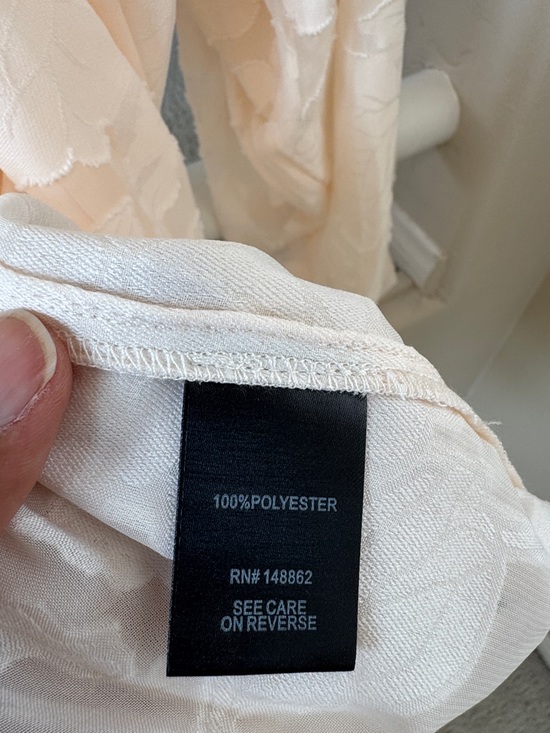 100%POLYESTER
RN# 148862
SEE CARE
ON REVERSE